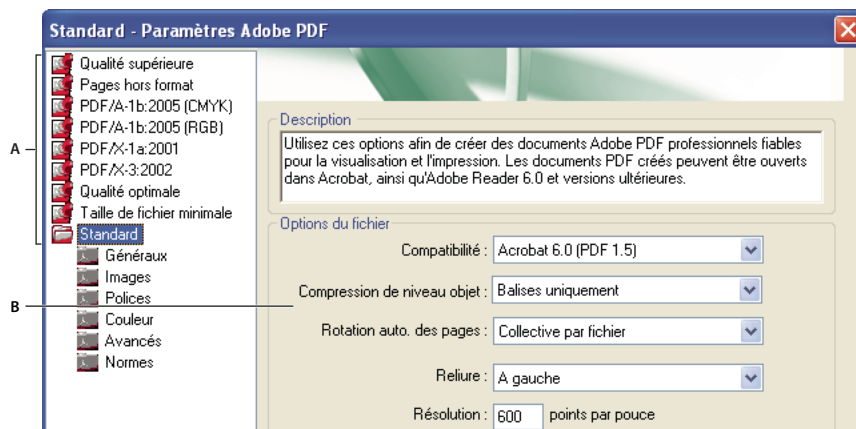 Standard - Paramètres Adobe PDF
A
Qualité supérieure
Pages hors format
PDF/A-1b:2005 (CMYK)
PDF/A-1b:2005 (RGB)
PDF/X-1a:2001
PDF/X-3:2002
Qualité optimale
Taille de fichier minimale
Standard
Généraux
Images
Polices
Couleur
Avancés
Normes
B
Description
Utilisez ces options afin de créer des documents Adobe PDF professionnels fiables
pour la visualisation et l'impression. Les documents PDF créés peuvent être ouverts
dans Acrobat, ainsi qu'Adobe Reader 6.0 et versions ultérieures.
Options du fichier
Compatibilité : Acrobat 6.0 (PDF 1.5)
Compression de niveau objet : Balises uniquement
Rotation auto. des pages : Collective par fichier
Reliure : A gauche
Résolution : 600 points par pouce